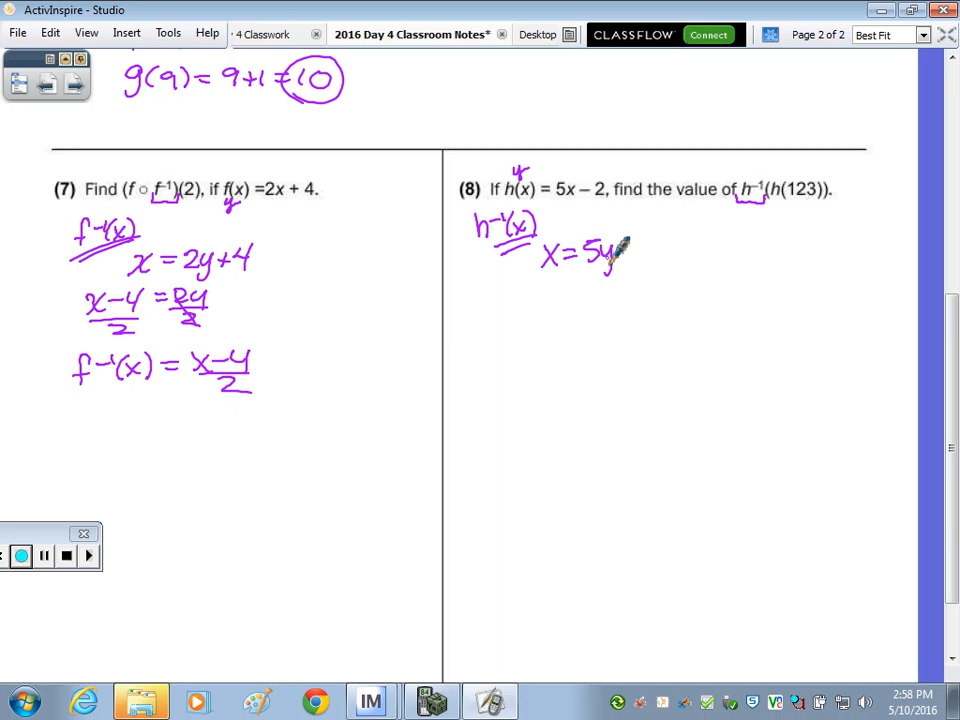 ActivInspire - Studio
File Edit View Insert Tools Help 4 Classwork 2016 Day 4 Classroom Notes* Desktop CLASSFLOW Connect Page 2 of 2 Best Fit
g(9) = 9+1 = 10
(7) Find (f ○ f⁻¹)(2), if f(x) =2x + 4.
y
f⁻¹(x)
x = 2y+4
x-4 = 2y
2 2
f⁻¹(x) = x-4
2
y
(8) If h(x) = 5x – 2, find the value of h⁻¹(h(123)).
h⁻¹(x)
x = 5y
IM 84 V2 2:58 PM
5/10/2016